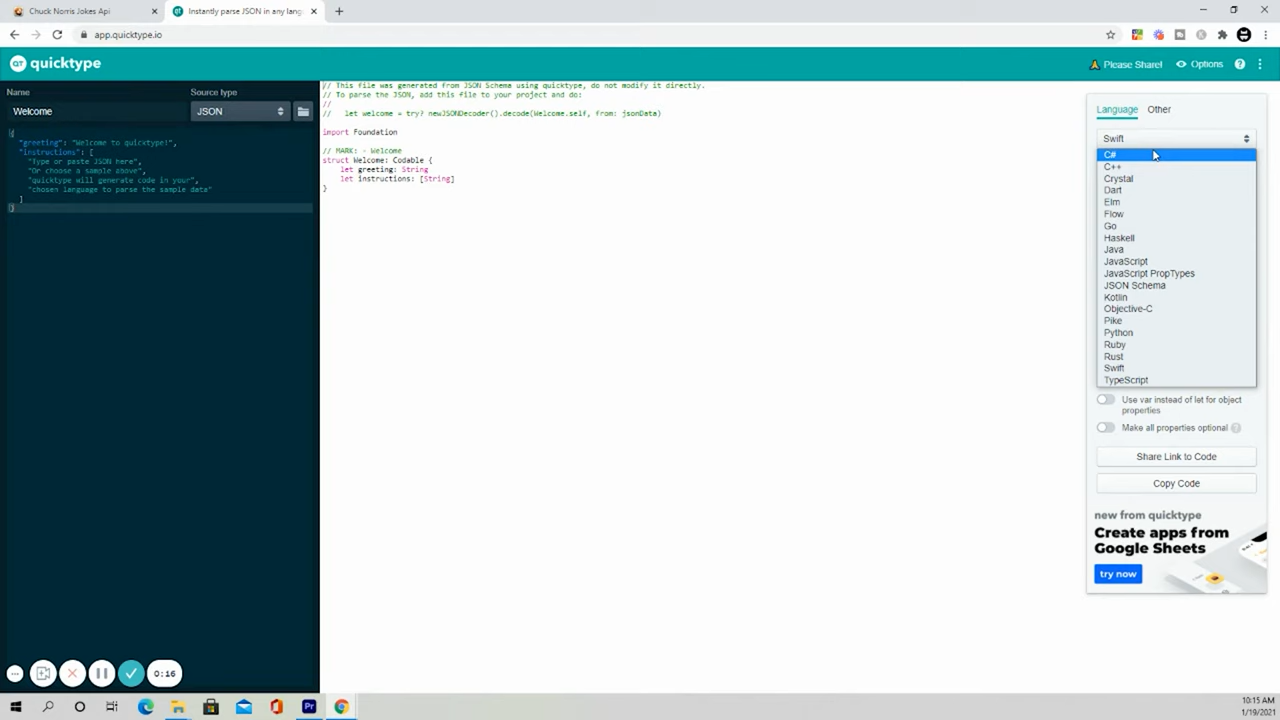 Chuck Norris Jokes Api
Instantly parse JSON in any lang
app.quicktype.io
QT quicktype
Please Share!
Options
Name
Source type
Welcome
JSON
{
"greeting": "Welcome to quicktype!",
"instructions": [
"Type or paste JSON here",
"Or choose a sample above",
"quicktype will generate code in your",
"chosen language to parse the sample data"
]
}
// This file was generated from JSON Schema using quicktype, do not modify it directly.
// To parse the JSON, add this file to your project and do:
//
// let welcome = try? newJSONDecoder().decode(Welcome.self, from: jsonData)
import Foundation
// MARK: - Welcome
struct Welcome: Codable {
let greeting: String
let instructions: [String]
}
Language
Other
Swift
C#
C++
Crystal
Dart
Elm
Flow
Go
Haskell
Java
JavaScript
JavaScript PropTypes
JSON Schema
Kotlin
Objective-C
Pike
Python
Ruby
Rust
Swift
TypeScript
Use var instead of let for object
properties
Make all properties optional
Share Link to Code
Copy Code
new from quicktype
Create apps from
Google Sheets
try now
0:16
Pr
10:15 AM
1/19/2021